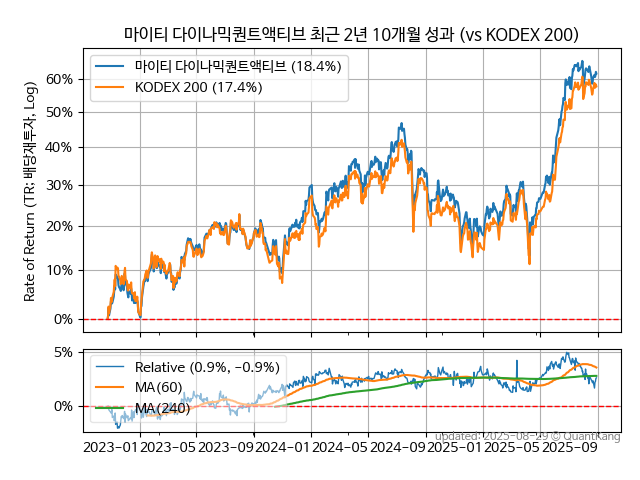 마이티 다이나믹퀀트액티브 최근 2년 10개월 성과 (vs KODEX 200)
Rate of Return (TR: 배당재투자, Log)
60%
50%
40%
30%
20%
10%
0%
마이티 다이나믹퀀트액티브 (18.4%)
KODEX 200 (17.4%)
5%
0%
Relative (0.9%, -0.9%)
MA(60)
MA(240)
updated: 2025-08-29 © QuantKang
2023-01 2023-05 2023-09 2024-01 2024-05 2024-09 2025-01 2025-05 2025-09